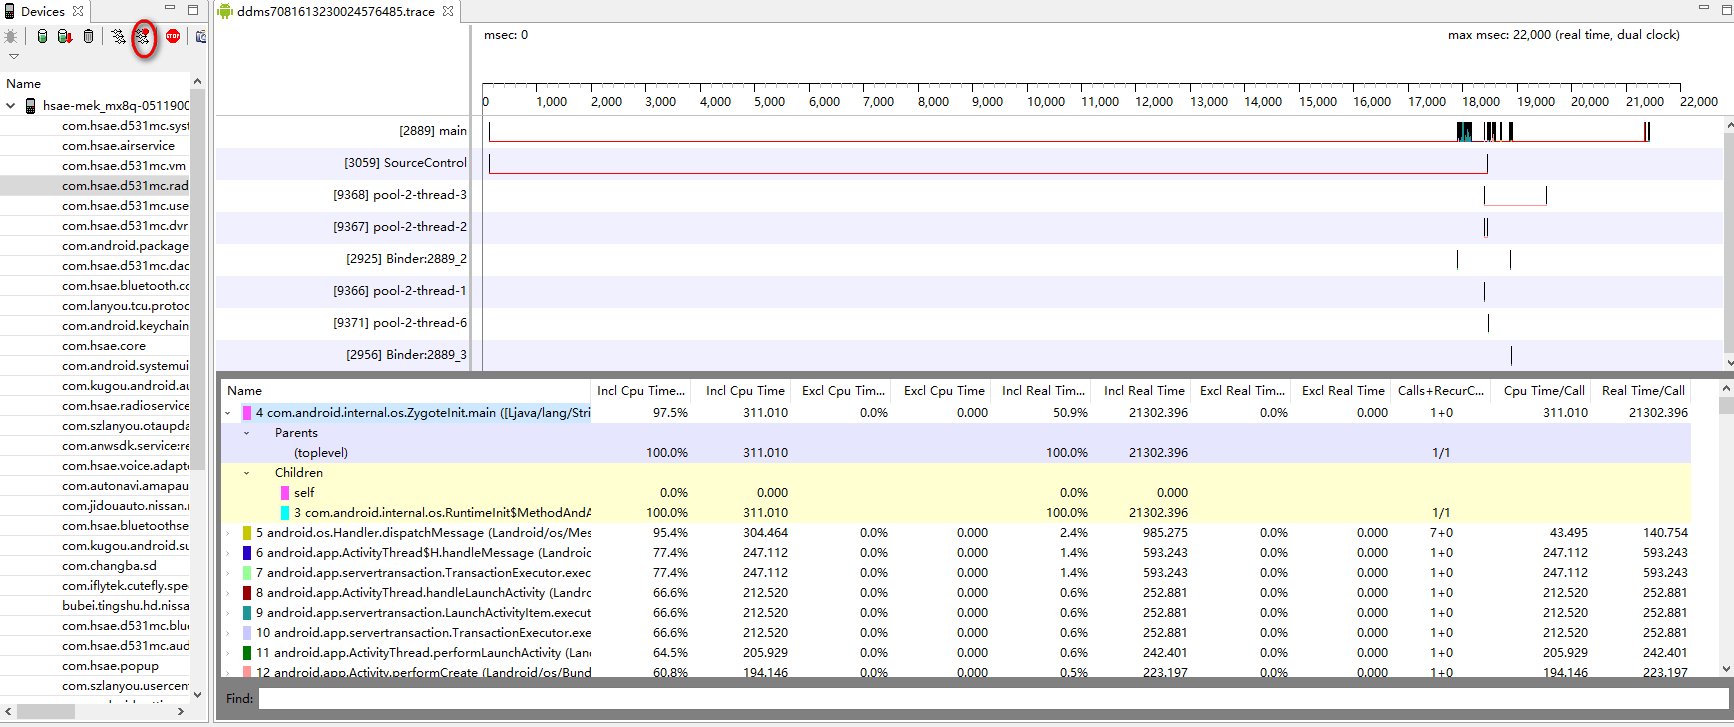 Devices
ddms7081613230024576485.trace
STOP
Name
hsae-mek_mx8q-0511900
com.hsae.d531mc.syst
com.hsae.airservice
com.hsae.d531mc.vm
com.hsae.d531mc.rad
com.hsae.d531mc.use
com.hsae.d531mc.dvr
com.android.package
com.hsae.d531mc.dac
com.hsae.bluetooth.cc
com.lanyou.tcu.protoc
com.android.keychain
com.hsae.core
com.android.systemui
com.kugou.android.au
com.hsae.radioservice
com.szlanyou.otaupda
com.anwsdk.service:re
com.hsae.voice.adapte
com.autonavi.amapau
com.jidouauto.nissan.r
com.hsae.bluetoothse
com.kugou.android.su
com.changba.sd
com.iflytek.cutefly.spe
bubei.tingshu.hd.nissa
com.hsae.d531mc.blu
com.hsae.d531mc.aud
com.hsae.popup
com.szlanyou.usercen
msec: 0
max msec: 22,000 (real time, dual clock)
0 1,000 2,000 3,000 4,000 5,000 6,000 7,000 8,000 9,000 10,000 11,000 12,000 13,000 14,000 15,000 16,000 17,000 18,000 19,000 20,000 21,000 22,000
[2889] main
[3059] SourceControl
[9368] pool-2-thread-3
[9367] pool-2-thread-2
[2925] Binder:2889_2
[9366] pool-2-thread-1
[9371] pool-2-thread-6
[2956] Binder:2889_3
Name Incl Cpu Time... Incl Cpu Time Excl Cpu Tim... Excl Cpu Time Incl Real Tim... Incl Real Time Excl Real Tim... Excl Real Time Calls+RecurC... Cpu Time/Call Real Time/Call
4 com.android.internal.os.ZygoteInit.main ([Ljava/lang/Stri 97.5% 311.010 0.0% 0.000 50.9% 21302.396 0.0% 0.000 1+0 311.010 21302.396
Parents
(toplevel) 100.0% 311.010 100.0% 21302.396 1/1
Children
self 0.0% 0.000 0.0% 0.000
3 com.android.internal.os.RuntimeInit$MethodAndA 100.0% 311.010 100.0% 21302.396 1/1
5 android.os.Handler.dispatchMessage (Landroid/os/Mes 95.4% 304.464 0.0% 0.000 2.4% 985.275 0.0% 0.000 7+0 43.495 140.754
6 android.app.ActivityThread$H.handleMessage (Landroid 77.4% 247.112 0.0% 0.000 1.4% 593.243 0.0% 0.000 1+0 247.112 593.243
7 android.app.servertransaction.TransactionExecutor.exec 77.4% 247.112 0.0% 0.000 1.4% 593.243 0.0% 0.000 1+0 247.112 593.243
8 android.app.ActivityThread.handleLaunchActivity (Landro 66.6% 212.520 0.0% 0.000 0.6% 252.881 0.0% 0.000 1+0 212.520 252.881
9 android.app.servertransaction.LaunchActivityItem.execut 66.6% 212.520 0.0% 0.000 0.6% 252.881 0.0% 0.000 1+0 212.520 252.881
10 android.app.servertransaction.TransactionExecutor.exe 66.6% 212.520 0.0% 0.000 0.6% 252.881 0.0% 0.000 1+0 212.520 252.881
11 android.app.ActivityThread.performLaunchActivity (Lan 64.5% 205.929 0.0% 0.000 0.6% 242.401 0.0% 0.000 1+0 205.929 242.401
12 android.app.Activity.performCreate (Landroid/os/Bund 60.8% 194.146 0.0% 0.000 0.5% 223.197 0.0% 0.000 1+0 194.146 223.197
Find: